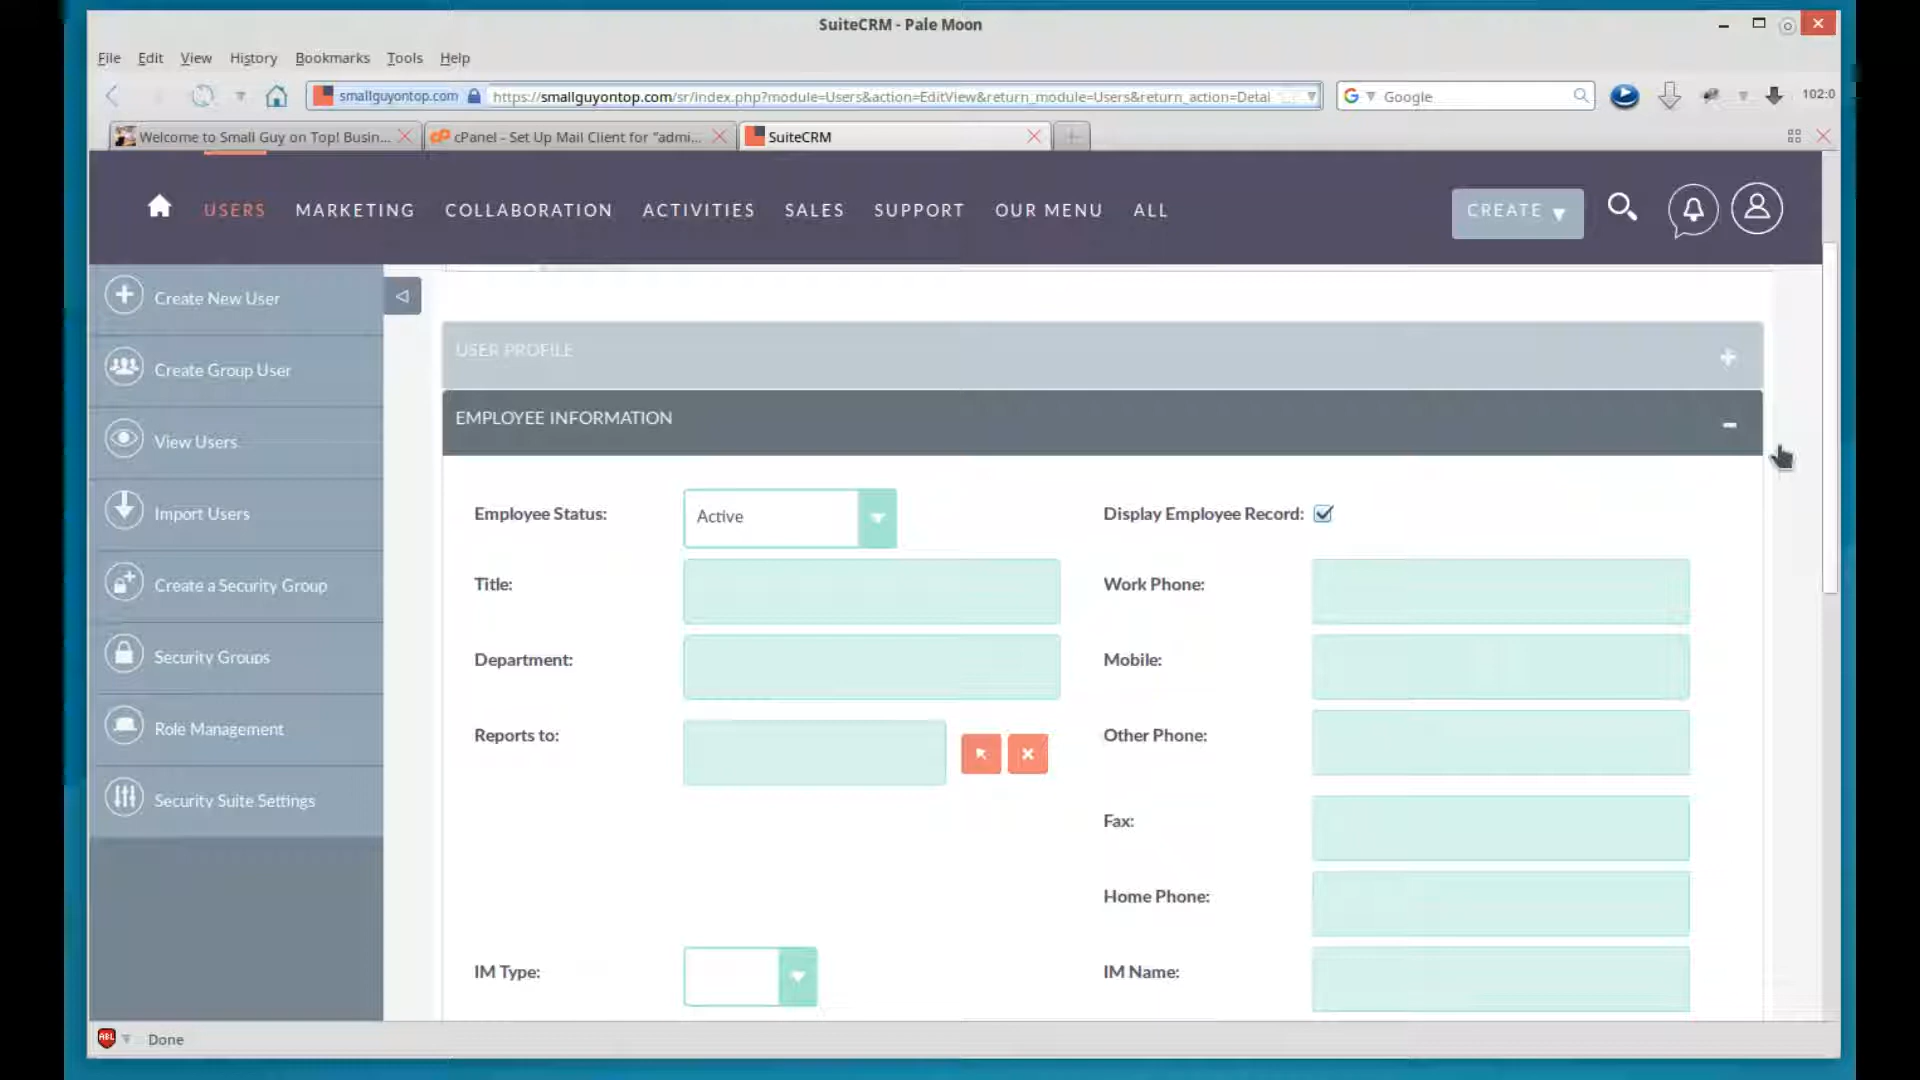 SuiteCRM - Pale Moon
File Edit View History Bookmarks Tools Help
smallguyontop.com https://smallguyontop.com/sr/index.php?module=Users&action=EditView&return_module=Users&return_action=Detai Google 102:0
Welcome to Small Guy on Top! Busin... cPanel - Set Up Mail Client for "admi... SuiteCRM
USERS MARKETING COLLABORATION ACTIVITIES SALES SUPPORT OUR MENU ALL CREATE
Create New User
Create Group User
View Users
Import Users
Create a Security Group
Security Groups
Role Management
Security Suite Settings
USER PROFILE
EMPLOYEE INFORMATION
Employee Status: Active Display Employee Record:
Title: Work Phone:
Department: Mobile:
Reports to: Other Phone:
Fax:
Home Phone:
IM Type: IM Name:
ABL Done